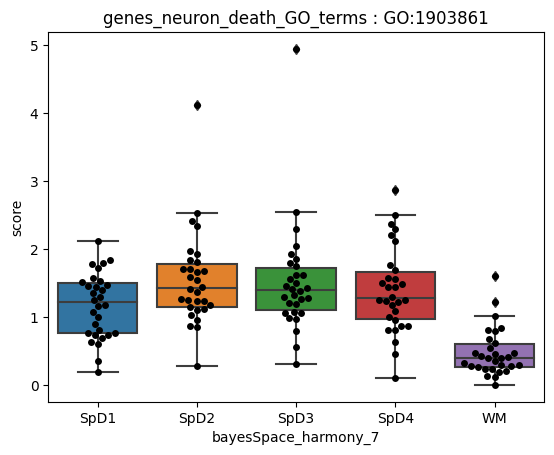 genes_neuron_death_GO_terms : GO:1903861
score
5
4
3
2
1
0
SpD1 SpD2 SpD3 SpD4 WM
bayesSpace_harmony_7